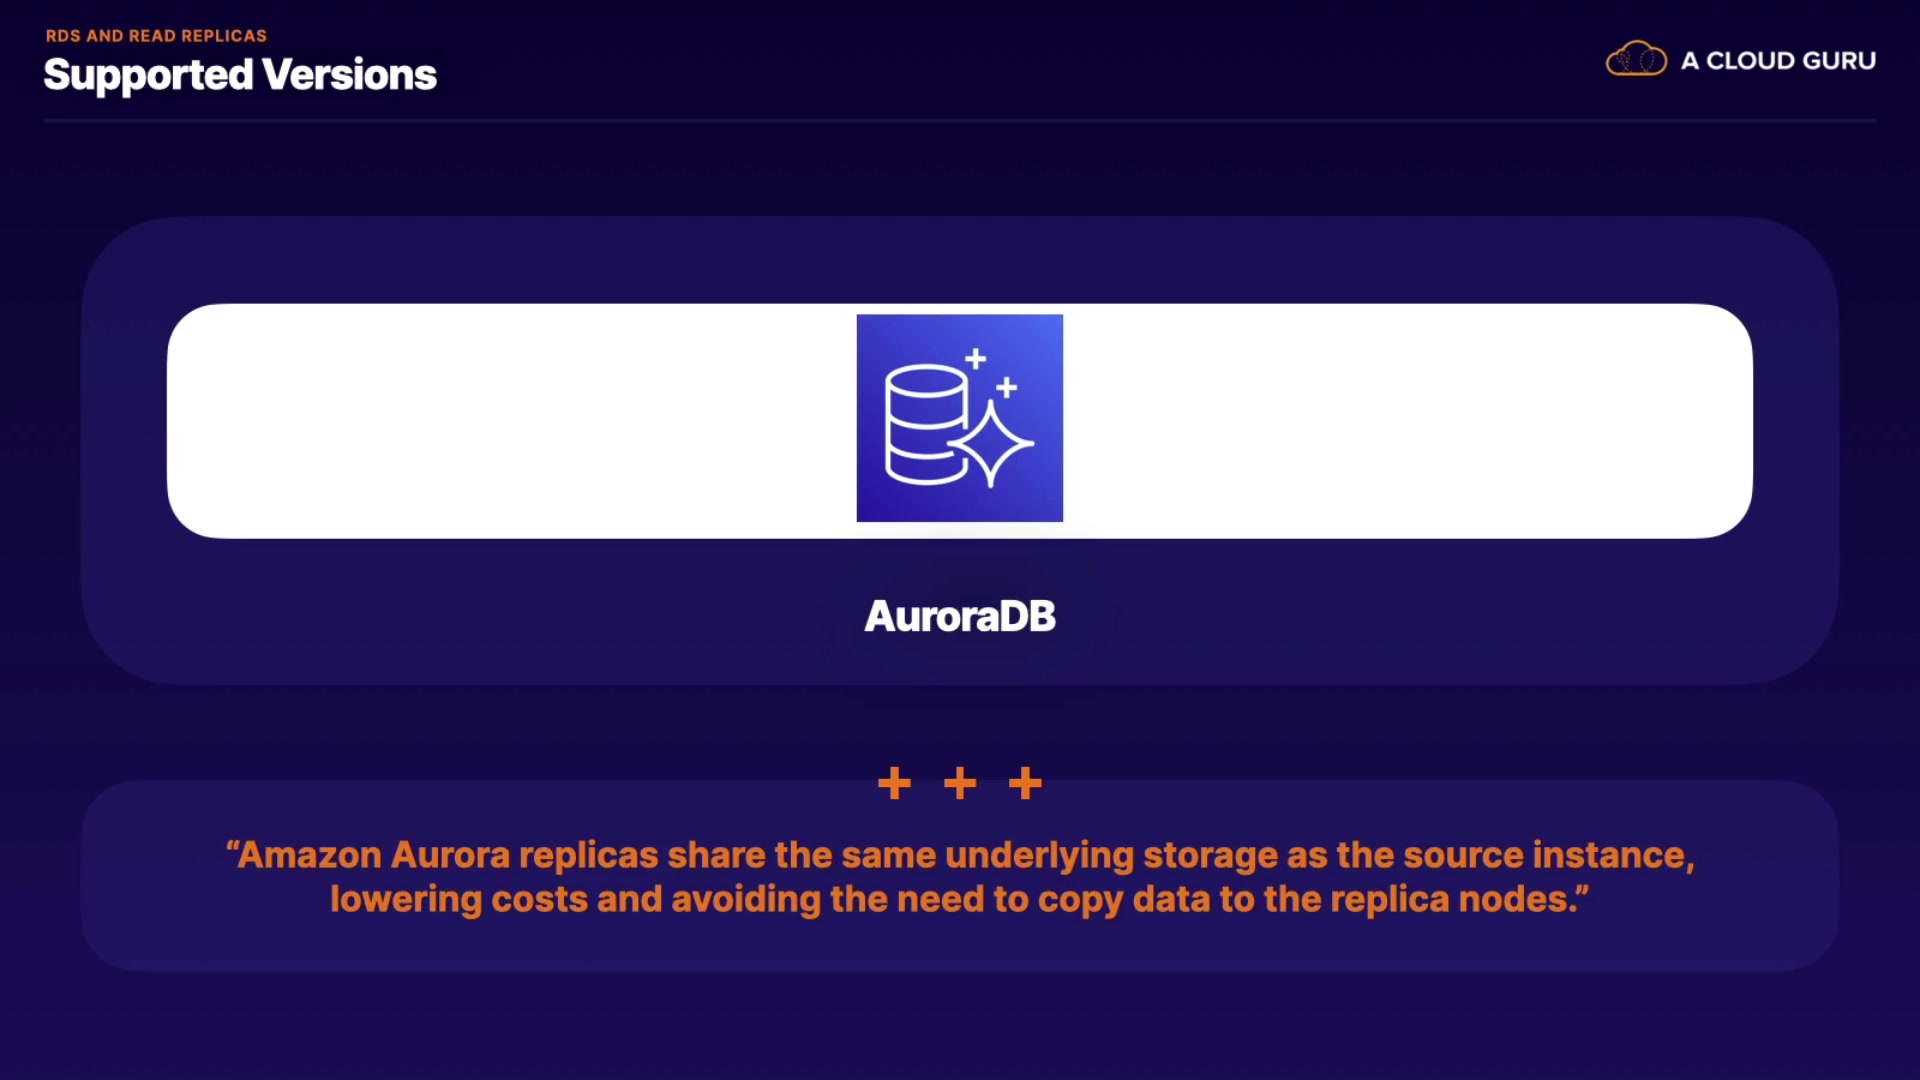 RDS AND READ REPLICAS
Supported Versions
A CLOUD GURU
AuroraDB
“Amazon Aurora replicas share the same underlying storage as the source instance,
lowering costs and avoiding the need to copy data to the replica nodes.”